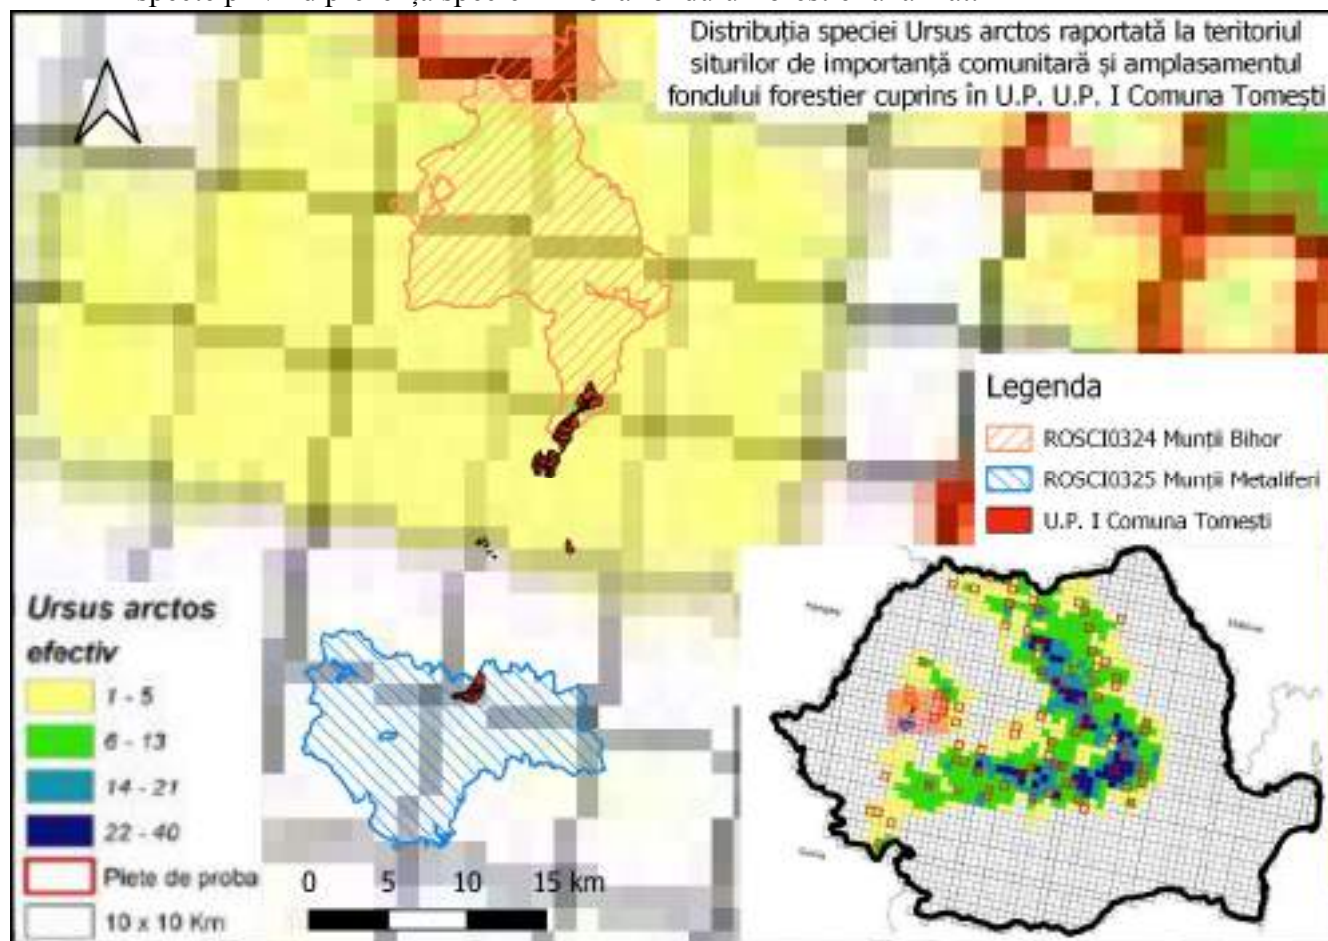 Distribuția speciei Ursus arctos raportată la teritoriul
siturilor de importanță comunitară și amplasamentul
fondului forestier cuprins în U.P. U.P. I Comuna Tomești
Legenda
ROSCI0324 Munții Bihor
ROSCI0325 Munții Metaliferi
U.P. I Comuna Tomești
Ursus arctos
efectiv
1 - 5
6 - 13
14 - 21
22 - 40
Piete de proba
10 x 10 Km
0 5 10 15 km